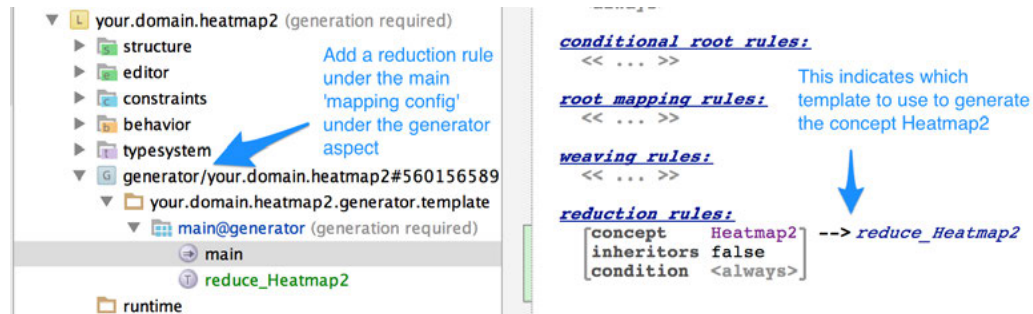 your.domain.heatmap2 (generation required)
structure
editor
constraints
behavior
typesystem
generator/your.domain.heatmap2#560156589
your.domain.heatmap2.generator.template
main@generator (generation required)
main
reduce_Heatmap2
runtime
Add a reduction rule
under the main
'mapping config'
under the generator
aspect
conditional root rules:
<< ... >>
root mapping rules:
<< ... >>
weaving rules:
<< ... >>
reduction rules:
concept Heatmap2 --> reduce_Heatmap2
inheritors false
condition <always>
This indicates which
template to use to generate
the concept Heatmap2